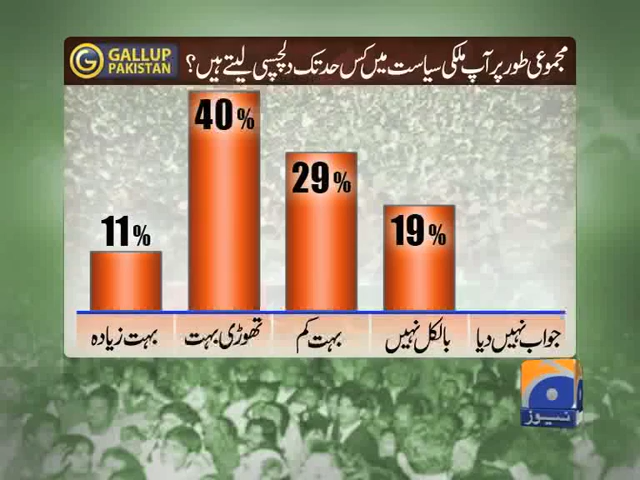 GALLUP
PAKISTAN
مجموعی طور پر آپ ملکی سیاست میں کس حد تک دلچسپی لیتے ہیں؟
11%
40%
29%
19%
بہت زیادہ
تھوڑی بہت
بہت کم
بالکل نہیں
جواب نہیں دیا
نیوز